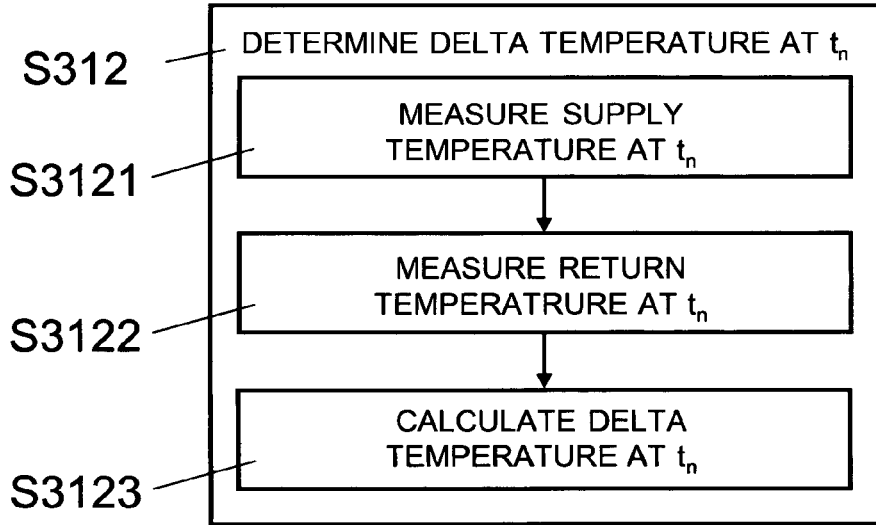 S312
DETERMINE DELTA TEMPERATURE AT tn
S3121
MEASURE SUPPLY
TEMPERATURE AT tn
S3122
MEASURE RETURN
TEMPERATRURE AT tn
S3123
CALCULATE DELTA
TEMPERATURE AT tn